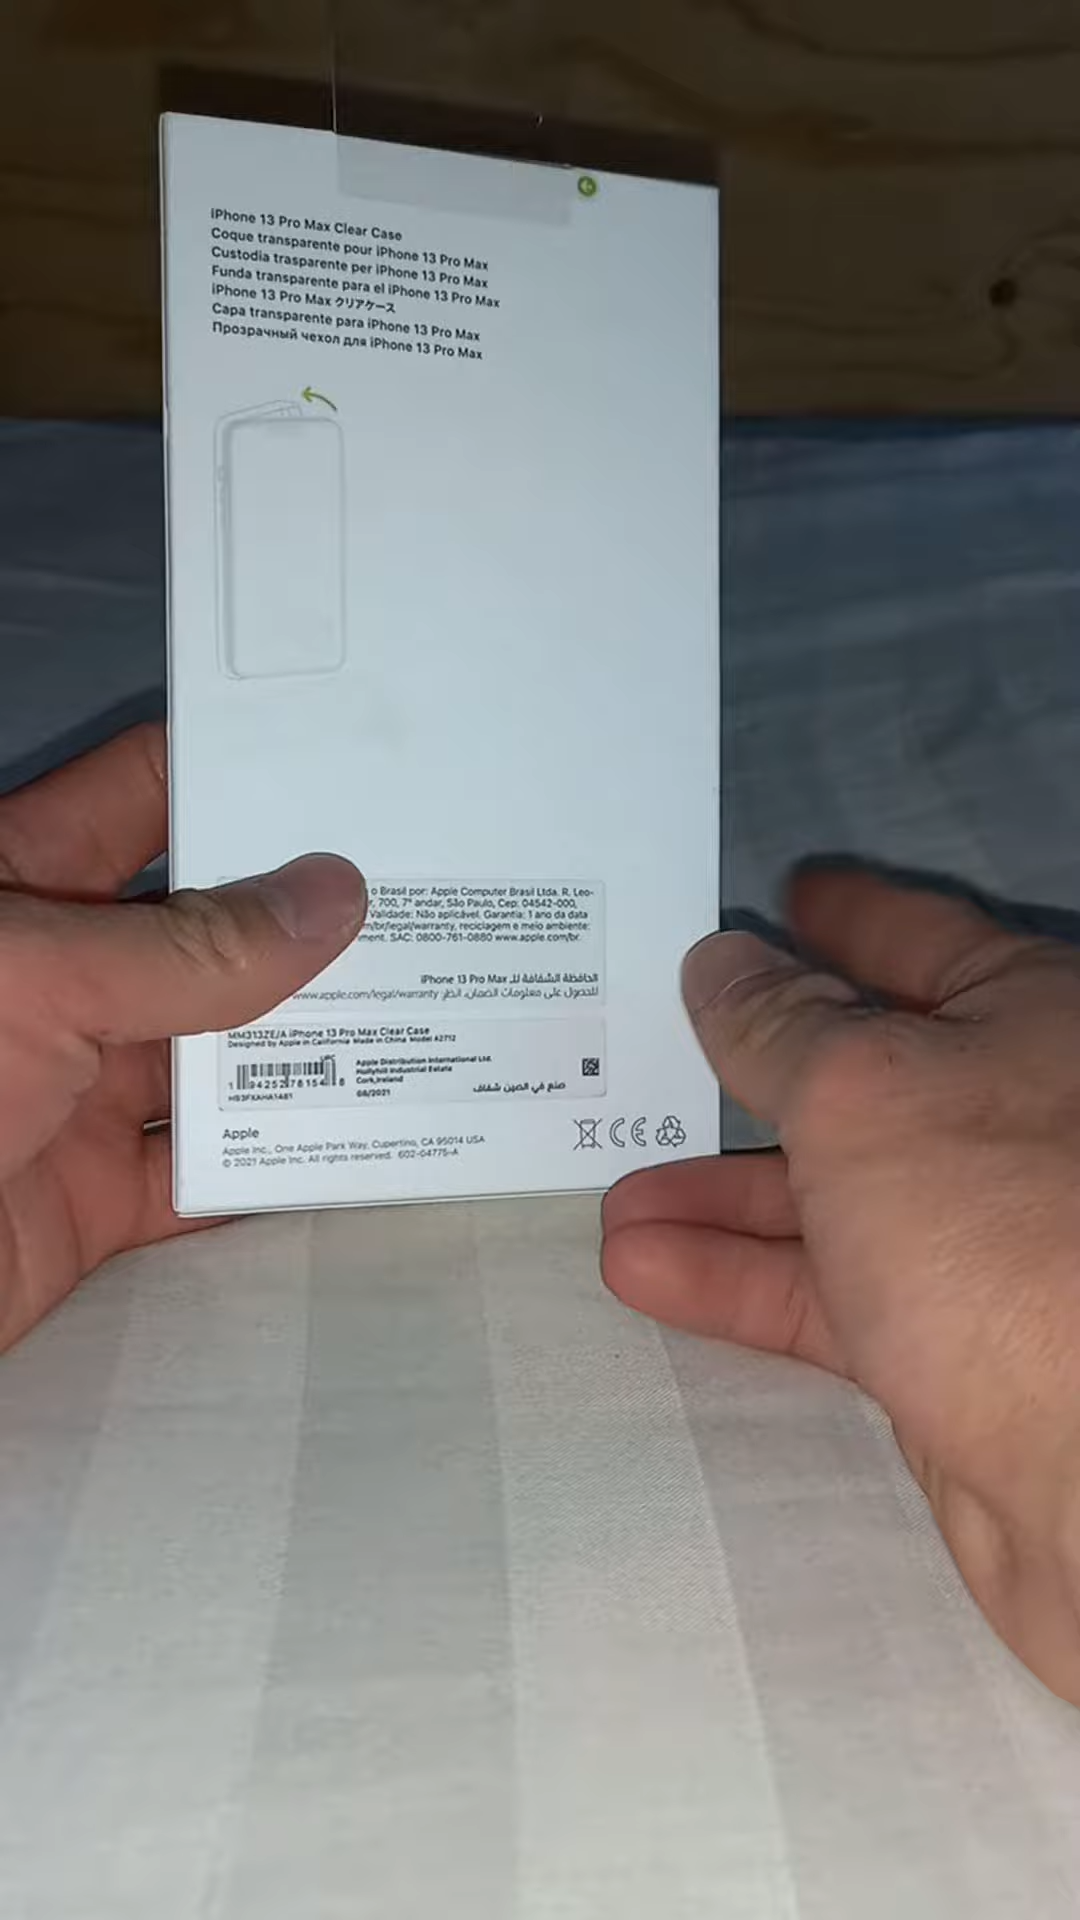 iPhone 13 Pro Max Clear Case
Coque transparente pour iPhone 13 Pro Max
Custodia trasparente per iPhone 13 Pro Max
Funda transparente para el iPhone 13 Pro Max
iPhone 13 Pro Max クリアケース
Capa transparente para iPhone 13 Pro Max
Прозрачный чехол для iPhone 13 Pro Max
o Brasil por: Apple Computer Brasil Ltda. R. Leo-
700, 7º andar, São Paulo, Cep: 04542-000,
Validade: Não aplicável. Garantia: 1 ano da data
/br/legal/warranty, reciclagem e meio ambiente:
SAC: 0800-761-0880 www.apple.com/br.
الحافظة الشفافة لـ iPhone 13 Pro Max
للحصول على معلومات الضمان، انظر: www.apple.com/legal/warranty
MM313ZE/A iPhone 13 Pro Max Clear Case
Designed by Apple in California Made in China Model A2712
UPC
1 94252 78154 8
Apple Distribution International Ltd.
Hollyhill Industrial Estate
Cork, Ireland
08/2021
صنع في الصين شفاف
Apple
Apple Inc., One Apple Park Way, Cupertino, CA 95014 USA
© 2021 Apple Inc. All rights reserved. 602-04775-A
CE